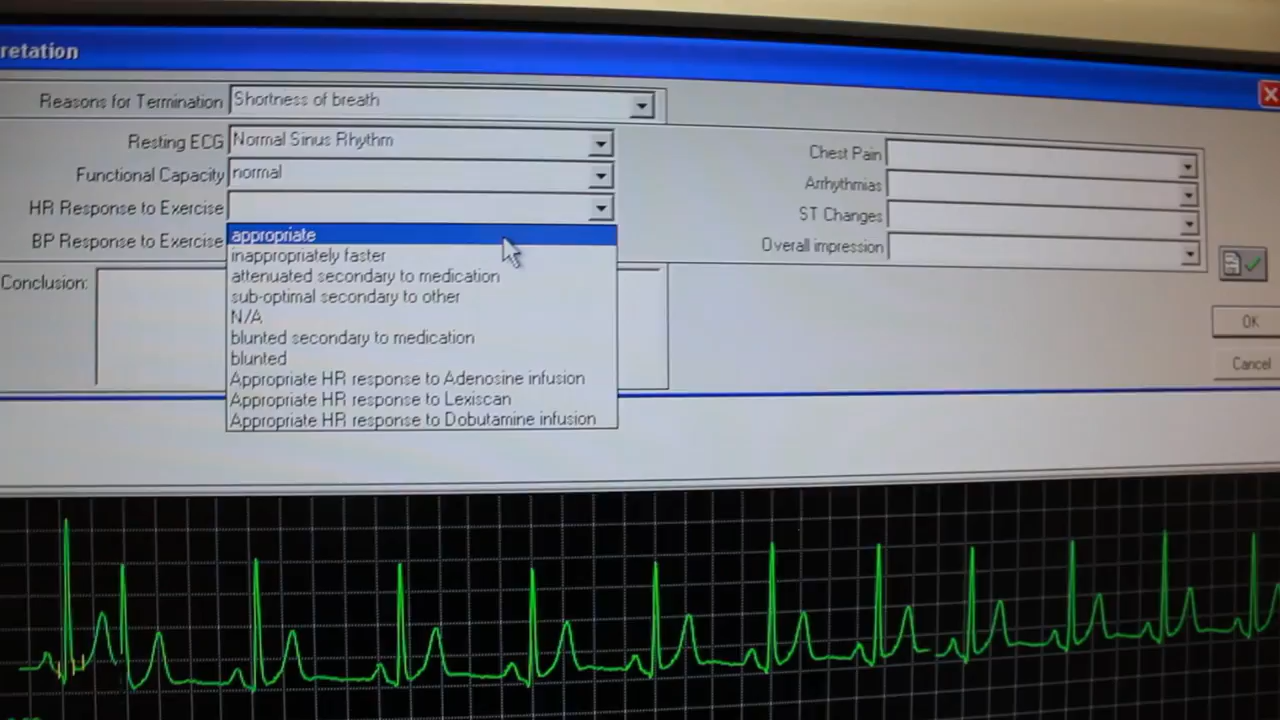 retation
Reasons for Termination Shortness of breath
Resting ECG Normal Sinus Rhythm
Functional Capacity normal
HR Response to Exercise
BP Response to Exercise
appropriate
inappropriately faster
attenuated secondary to medication
sub-optimal secondary to other
N/A
blunted secondary to medication
blunted
Appropriate HR response to Adenosine infusion
Appropriate HR response to Lexiscan
Appropriate HR response to Dobutamine infusion
Conclusion:
Chest Pain
Arrhythmias
ST Changes
Overall impression
OK
Cancel